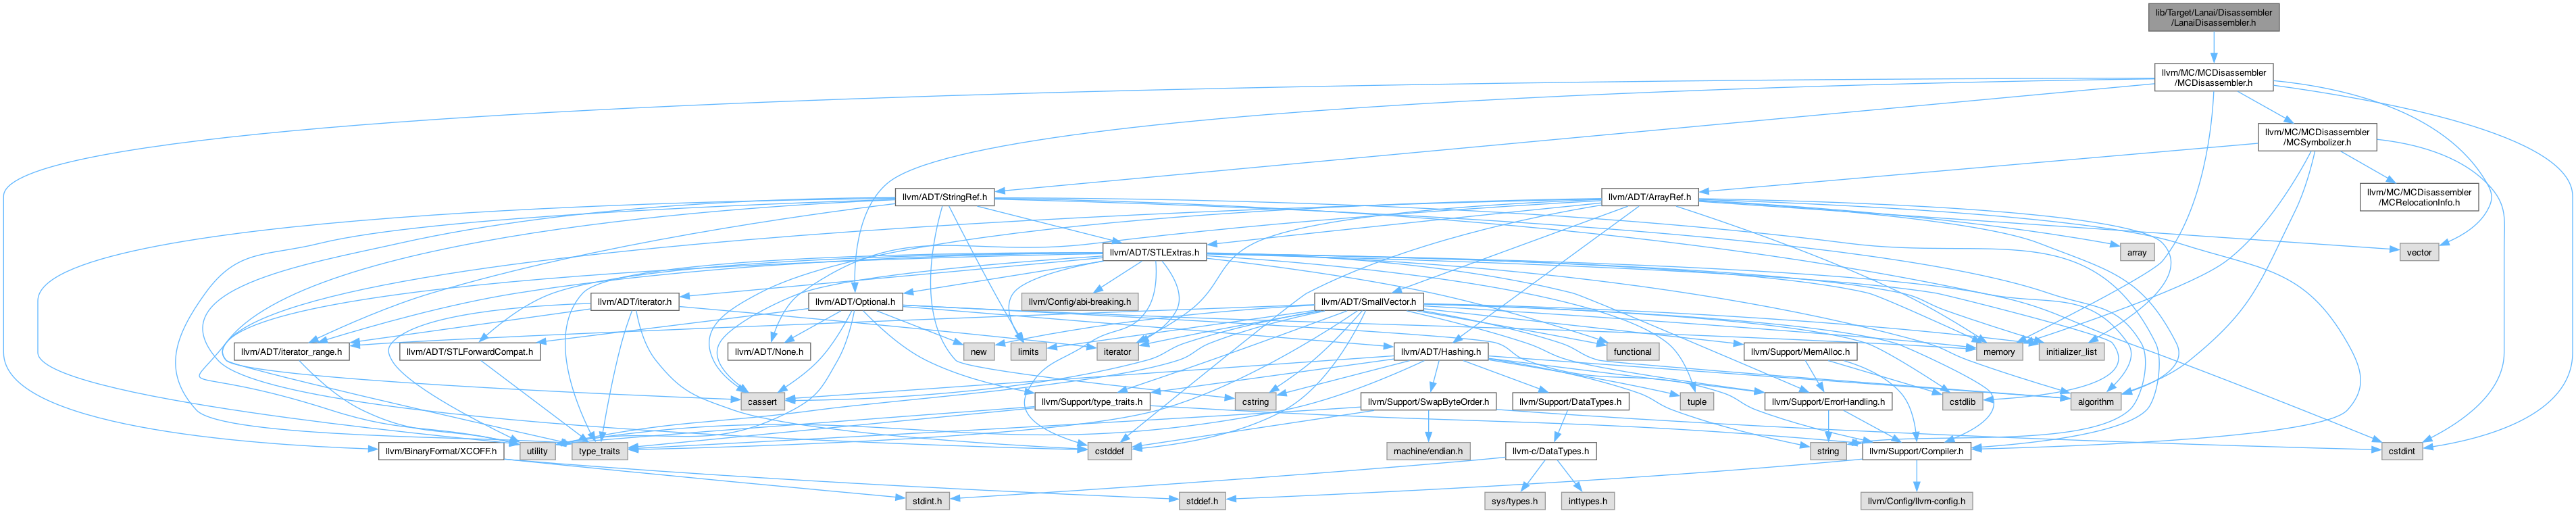 lib/Target/Lanai/Disassembler
/LanaiDisassembler.h
llvm/MC/MCDisassembler
/MCDisassembler.h
llvm/MC/MCDisassembler
/MCSymbolizer.h
llvm/ADT/StringRef.h
llvm/ADT/ArrayRef.h
llvm/MC/MCDisassembler
/MCRelocationInfo.h
llvm/ADT/STLExtras.h
array
vector
llvm/ADT/iterator.h
llvm/ADT/Optional.h
llvm/Config/abi-breaking.h
llvm/ADT/SmallVector.h
llvm/ADT/iterator_range.h
llvm/ADT/STLForwardCompat.h
llvm/ADT/None.h
new
limits
iterator
llvm/ADT/Hashing.h
functional
llvm/Support/MemAlloc.h
memory
initializer_list
cassert
llvm/Support/type_traits.h
cstring
llvm/Support/SwapByteOrder.h
llvm/Support/DataTypes.h
tuple
llvm/Support/ErrorHandling.h
cstdlib
algorithm
llvm/BinaryFormat/XCOFF.h
utility
type_traits
cstddef
machine/endian.h
llvm-c/DataTypes.h
string
llvm/Support/Compiler.h
cstdint
stdint.h
stddef.h
sys/types.h
inttypes.h
llvm/Config/llvm-config.h